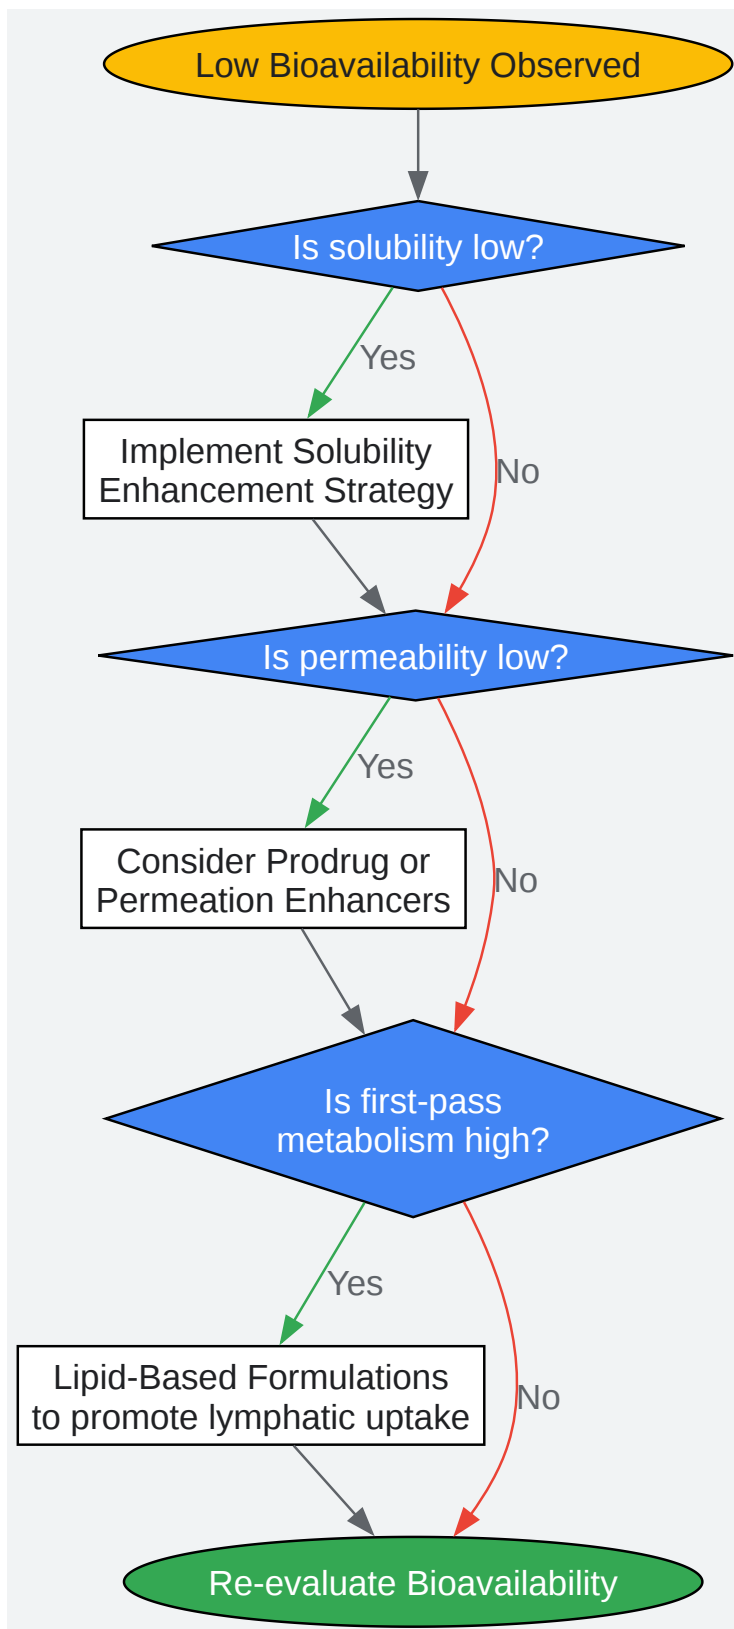 Low Bioavailability Observed
Is solubility low?
Yes
Implement Solubility
Enhancement Strategy
No
Is permeability low?
Yes
Consider Prodrug or
Permeation Enhancers
No
Is first-pass
metabolism high?
Yes
Lipid-Based Formulations
to promote lymphatic uptake
No
Re-evaluate Bioavailability